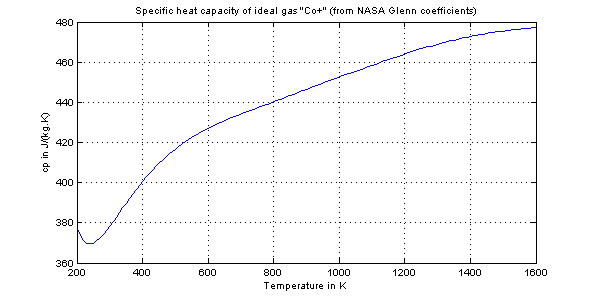 Specific heat capacity of ideal gas "Co+" (from NASA Glenn coefficients)
480
460
440
420
400
380
360
cp in J/(kg.K)
200 400 600 800 1000 1200 1400 1600
Temperature in K